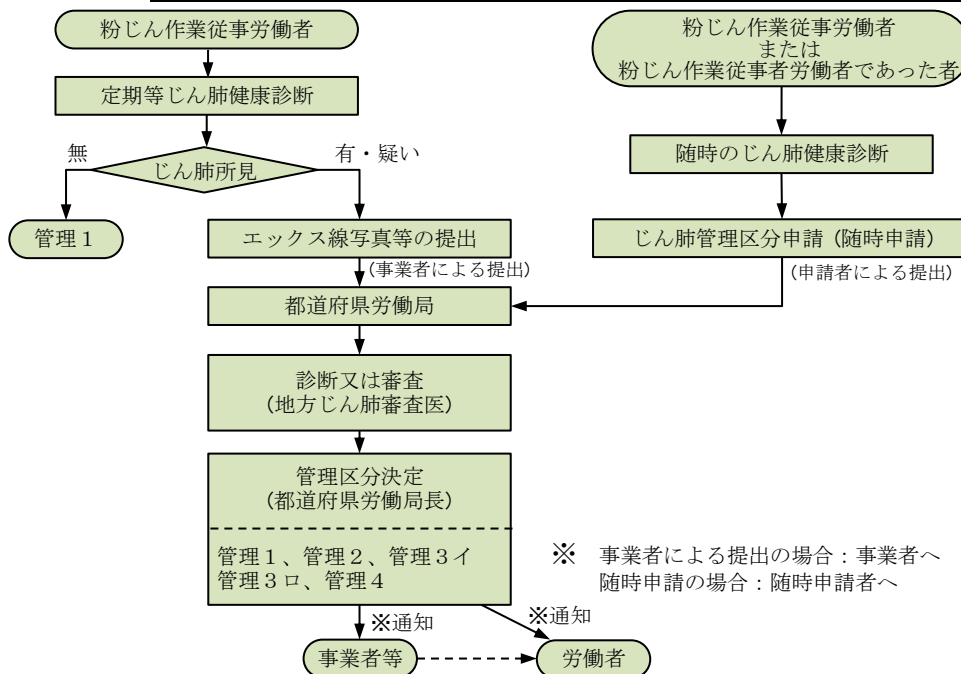 粉じん作業従事労働者
定期等じん肺健康診断
無
じん肺所見
有・疑い
管理１
エックス線写真等の提出
(事業者による提出)
粉じん作業従事労働者
または
粉じん作業従事者労働者であった者
随時のじん肺健康診断
じん肺管理区分申請（随時申請）
(申請者による提出)
都道府県労働局
診断又は審査
(地方じん肺審査医)
管理区分決定
(都道府県労働局長)
管理１、管理２、管理３イ
管理３ロ、管理４
※　事業者による提出の場合：事業者へ
随時申請の場合：随時申請者へ
※通知
※通知
事業者等
労働者